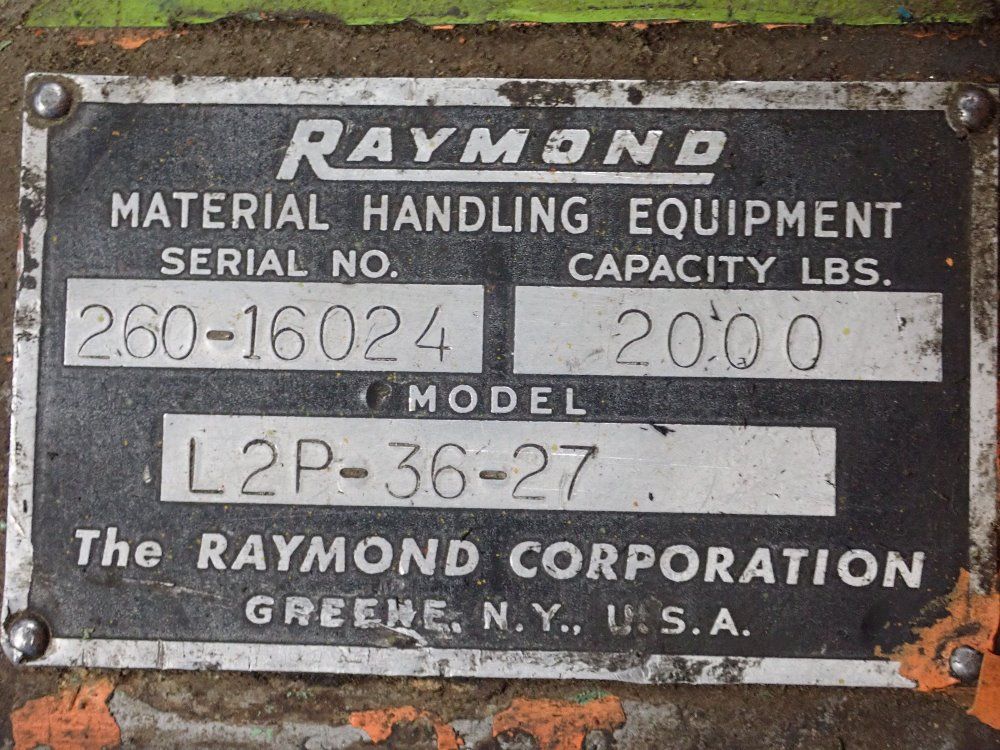 RAYMOND
MATERIAL HANDLING EQUIPMENT
SERIAL NO. CAPACITY LBS.
260-16024 2000
MODEL
L2P-36-27
The RAYMOND CORPORATION
GREENE, N.Y., U.S.A.